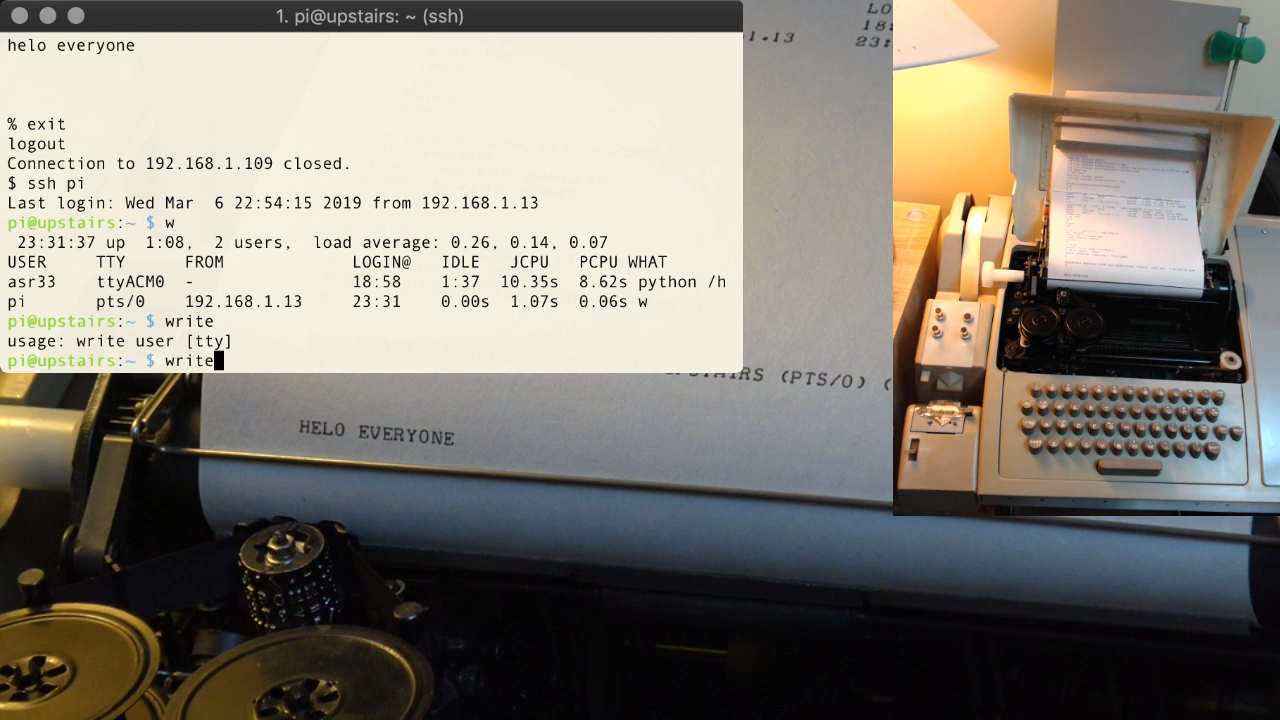 1. pi@upstairs: ~ (ssh)
helo everyone
% exit
logout
Connection to 192.168.1.109 closed.
$ ssh pi
Last login: Wed Mar  6 22:54:15 2019 from 192.168.1.13
pi@upstairs:~ $ w
 23:31:37 up  1:08,  2 users,  load average: 0.26, 0.14, 0.07
USER     TTY      FROM             LOGIN@   IDLE   JCPU   PCPU WHAT
asr33    ttyACM0  -                18:58    1:37  10.35s  8.62s python /h
pi       pts/0    192.168.1.13     23:31    0.00s  1.07s  0.06s w
pi@upstairs:~ $ write
usage: write user [tty]
pi@upstairs:~ $ write
LO
18:
1.13 23:
(PTS/0) (
HELO EVERYONE